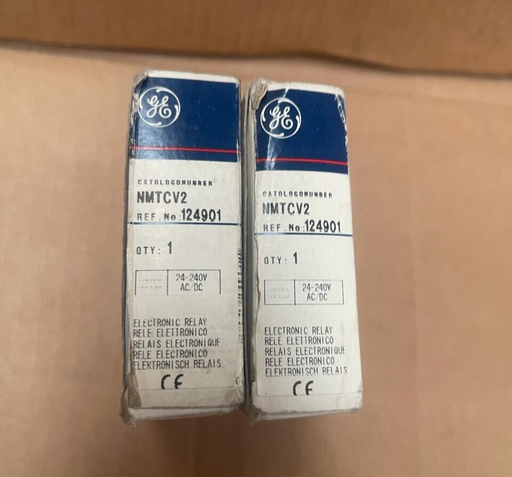 GE
CATOLOGONUNRER
NMTCV2
REF. No: 124901
QTY: 1
24-240V
AC/DC
ELECTRONIC RELAY
RELE ELETTRONICO
RELAIS ELECTRONIQUE
RELE ELECTRONICO
ELEKTRONISCH RELAIS
CE
GE
CATOLOGOMUNBER
NMTCV2
REF. No: 124901
QTY: 1
24-240V
AC/DC
ELECTRONIC RELAY
RELE ELETTRONICO
RELAIS ELECTRONIQUE
RELE ELECTRONICO
ELEKTRONISCH RELAIS
CE